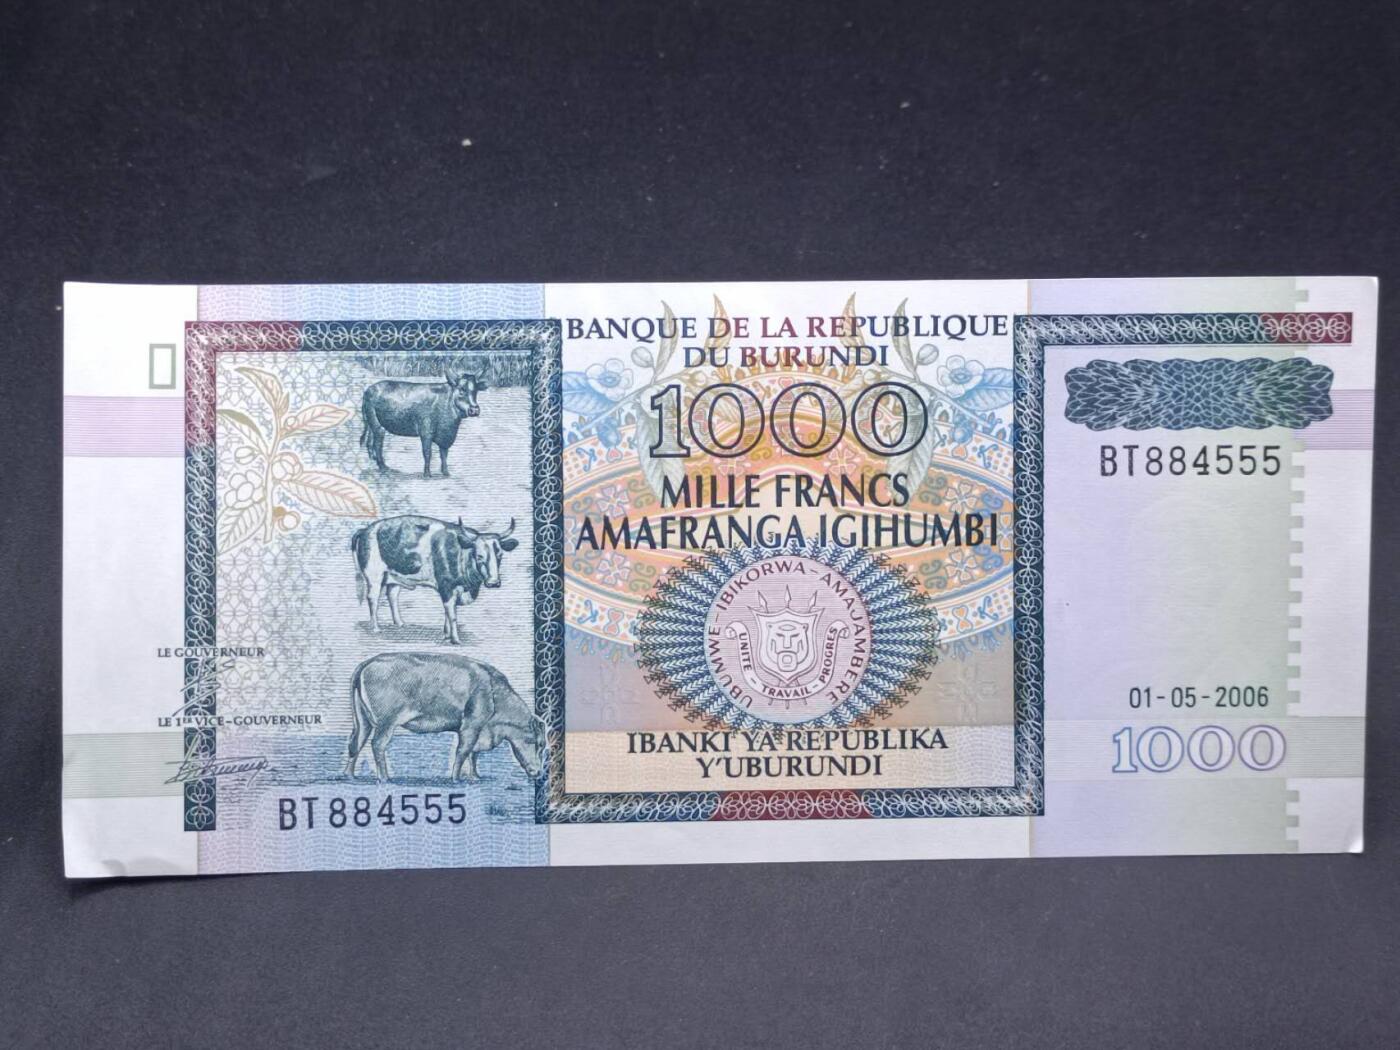 BANQUE DE LA REPUBLIQUE
DU BURUNDI
1000
MILLE FRANCS
AMAFRANGA IGIHUMBI
BT884555
UBUMWE-IBIKORWA-AMAJAMBERE
UNITE - TRAVAIL - PROGRES
LE GOUVERNEUR
LE 1ER VICE-GOUVERNEUR
01-05-2006
1000
IBANKI YA REPUBLIKA
Y'UBURUNDI
BT884555